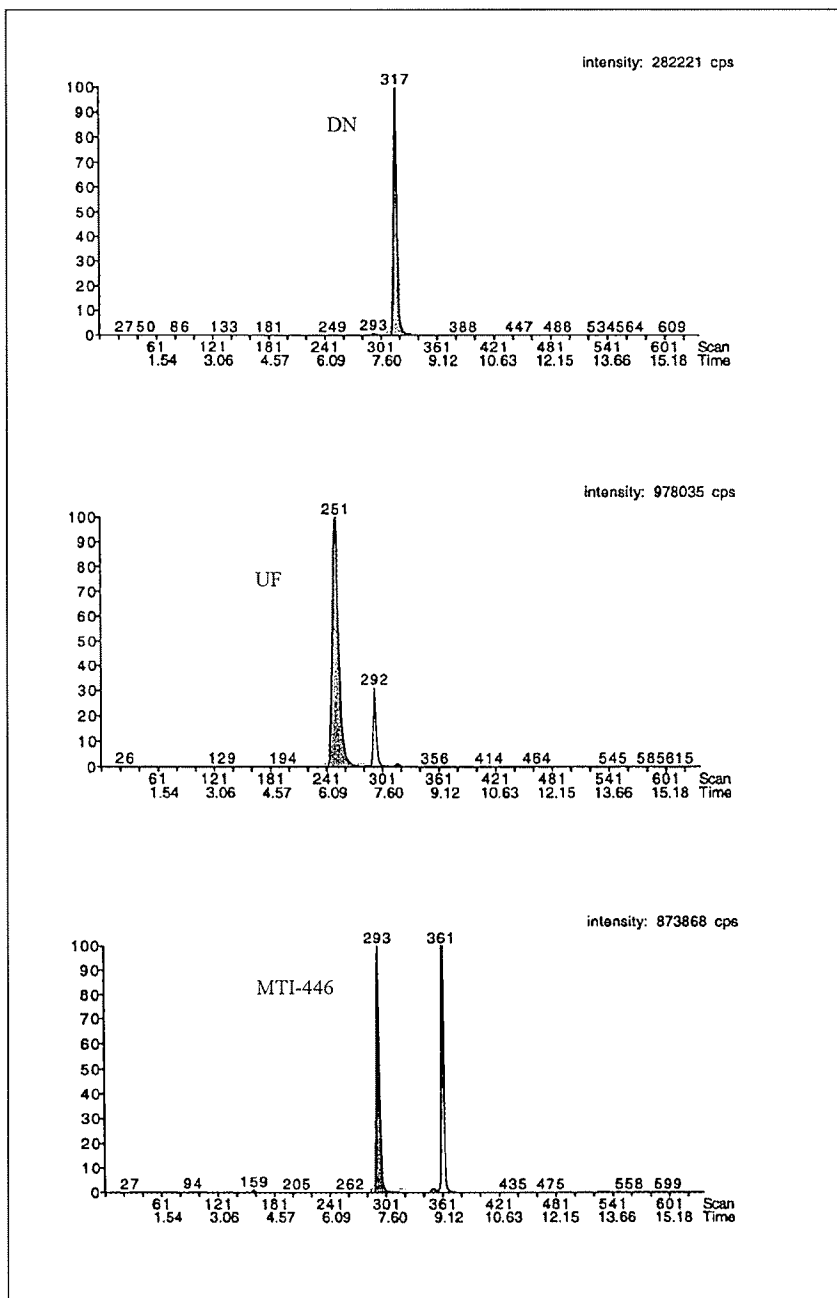 intensity: 282221 cps
317
DN
100
90
80
70
60
50
40
30
20
10
0
27 50 86 133 181 249 293 388 447 486 534 564 609
61 121 181 241 301 361 421 481 541 601 Scan
1.54 3.06 4.57 6.09 7.60 9.12 10.63 12.15 13.66 15.18 Time
intensity: 978035 cps
251
UF
292
100
90
80
70
60
50
40
30
20
10
0
26 129 194 356 414 464 545 585 615
61 121 181 241 301 361 421 481 541 601 Scan
1.54 3.06 4.57 6.09 7.60 9.12 10.63 12.15 13.66 15.18 Time
intensity: 873868 cps
293 361
MTI-446
100
90
80
70
60
50
40
30
20
10
0
27 94 159 205 262 435 475 558 599
61 121 181 241 301 361 421 481 541 601 Scan
1.54 3.06 4.57 6.09 7.60 9.12 10.63 12.15 13.66 15.18 Time